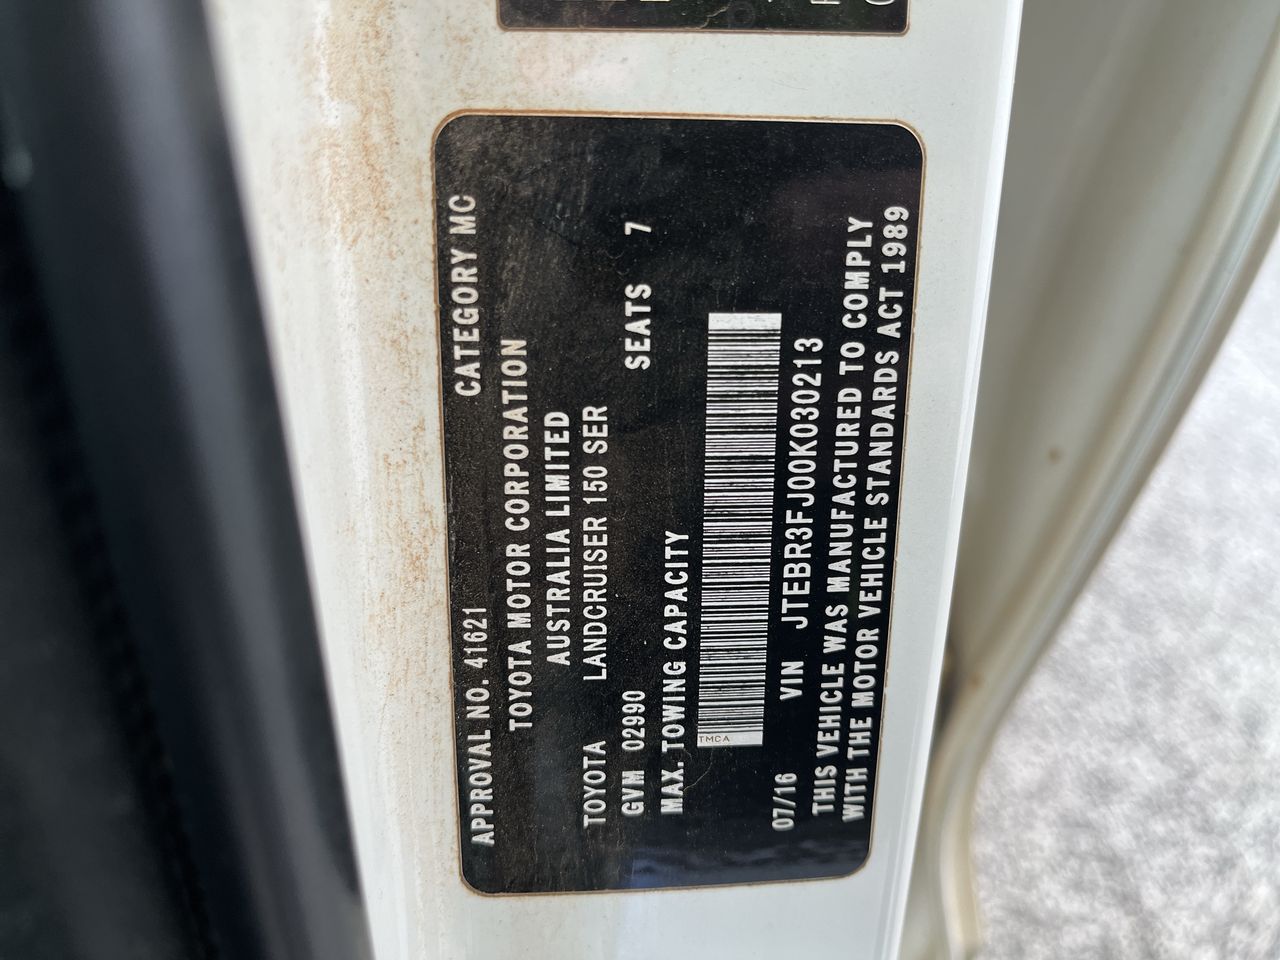 APPROVAL NO. 41621 CATEGORY MC
TOYOTA MOTOR CORPORATION
AUSTRALIA LIMITED
TOYOTA LANDCRUISER 150 SER
GVM 02990 SEATS 7
MAX. TOWING CAPACITY
TMCA
07/16 VIN JTEBR3FJ00K030213
THIS VEHICLE WAS MANUFACTURED TO COMPLY
WITH THE MOTOR VEHICLE STANDARDS ACT 1989